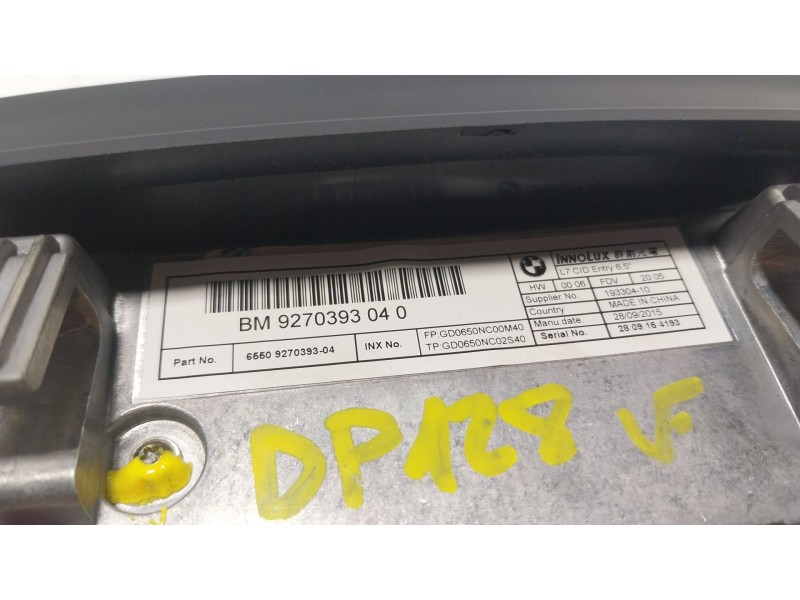 BMW
INNOLUX 群創光電
L7 CID Entry 6.5"
HW 00.06 FDV 20.05
Supplier No. 193304-10
Country MADE IN CHINA
Manu date 28/09/2015
Serial No. 28 09 15 4193
BM 9270393 04 0
Part No. 6550 9270393-04 INX No. FP:GD0650NC00M40
TP:GD0650NC02S40
DP128 VF